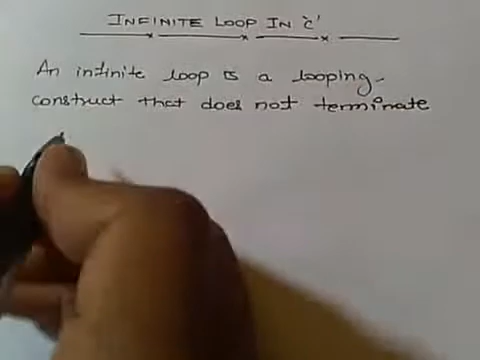 INFINITE LOOP IN 'C'
An infinite loop is a looping-
construct that does not terminate